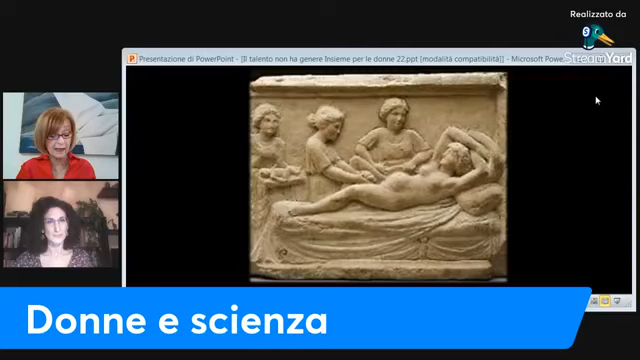 Realizzato da
StreamYard
Presentazione di PowerPoint - [Il talento non ha genere Insieme per le donne 22.ppt [modalità compatibilità] - Microsoft Powe...
Donne e scienza